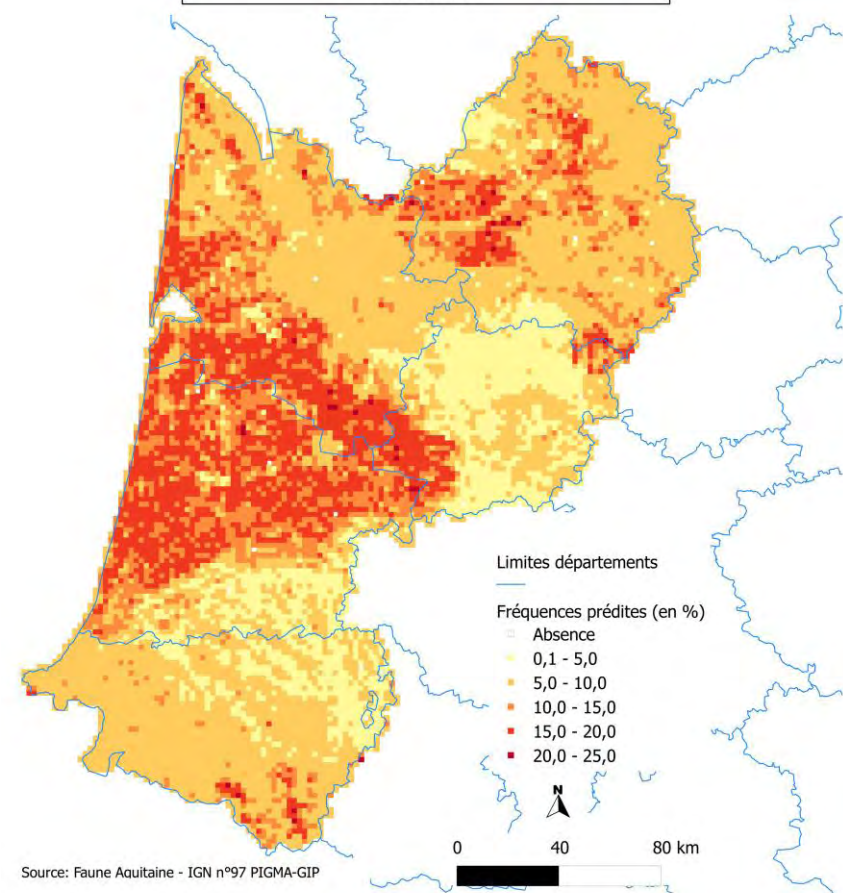 Limites départements
Fréquences prédites (en %)
Absence
0,1 - 5,0
5,0 - 10,0
10,0 - 15,0
15,0 - 20,0
20,0 - 25,0
N
0 40 80 km
Source: Faune Aquitaine - IGN n°97 PIGMA-GIP